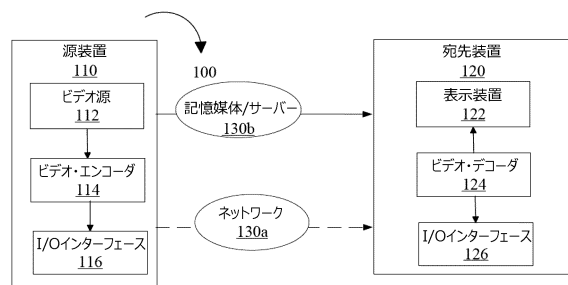 源装置
110
ビデオ源
112
ビデオ・エンコーダ
114
I/Oインターフェース
116
100
記憶媒体/サーバー
130b
ネットワーク
130a
宛先装置
120
表示装置
122
ビデオ・デコーダ
124
I/Oインターフェース
126